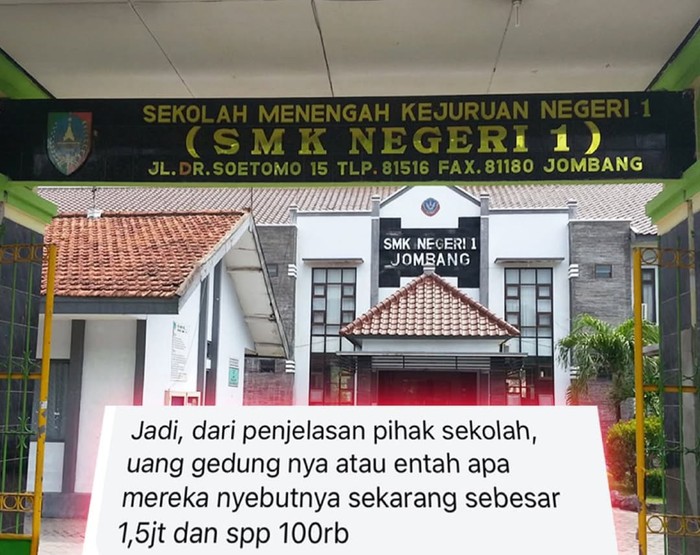 SEKOLAH MENENGAH KEJURUAN NEGERI 1
( SMK NEGERI 1 )
JL.DR.SOETOMO 15 TLP. 81516 FAX. 81180 JOMBANG
SMK NEGERI 1
JOMBANG
Jadi, dari penjelasan pihak sekolah,
uang gedung nya atau entah apa
mereka nyebutnya sekarang sebesar
1,5jt dan spp 100rb